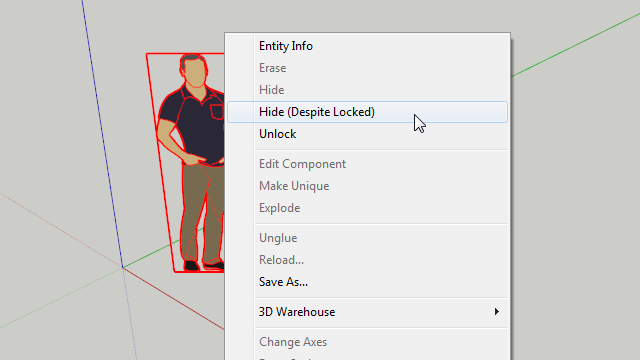 Entity Info
Erase
Hide
Hide (Despite Locked)
Unlock
Edit Component
Make Unique
Explode
Unglue
Reload...
Save As...
3D Warehouse
Change Axes